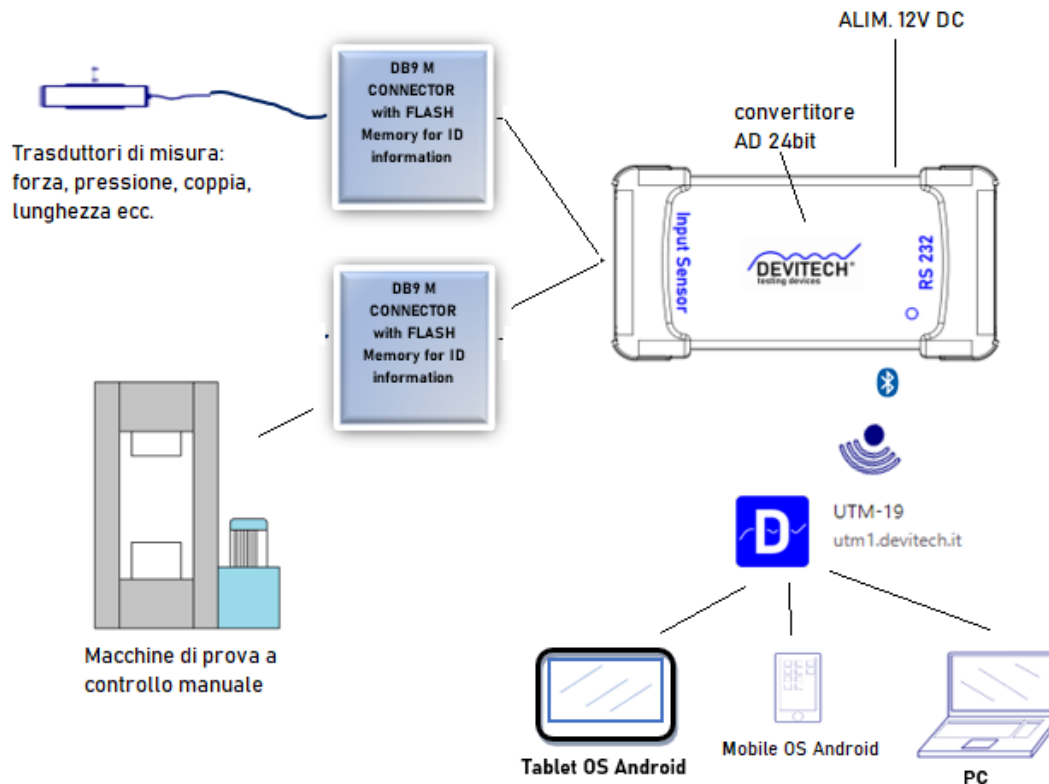 ALIM. 12V DC
DB9 M
CONNECTOR
with FLASH
Memory for ID
information
convertitore
AD 24bit
Trasduttori di misura:
forza, pressione, coppia,
lunghezza ecc.
Input Sensor
DEVITECH®
testing devices
RS 232
DB9 M
CONNECTOR
with FLASH
Memory for ID
information
D
UTM-19
utm1.devitech.it
Macchine di prova a
controllo manuale
Tablet OS Android
Mobile OS Android
PC